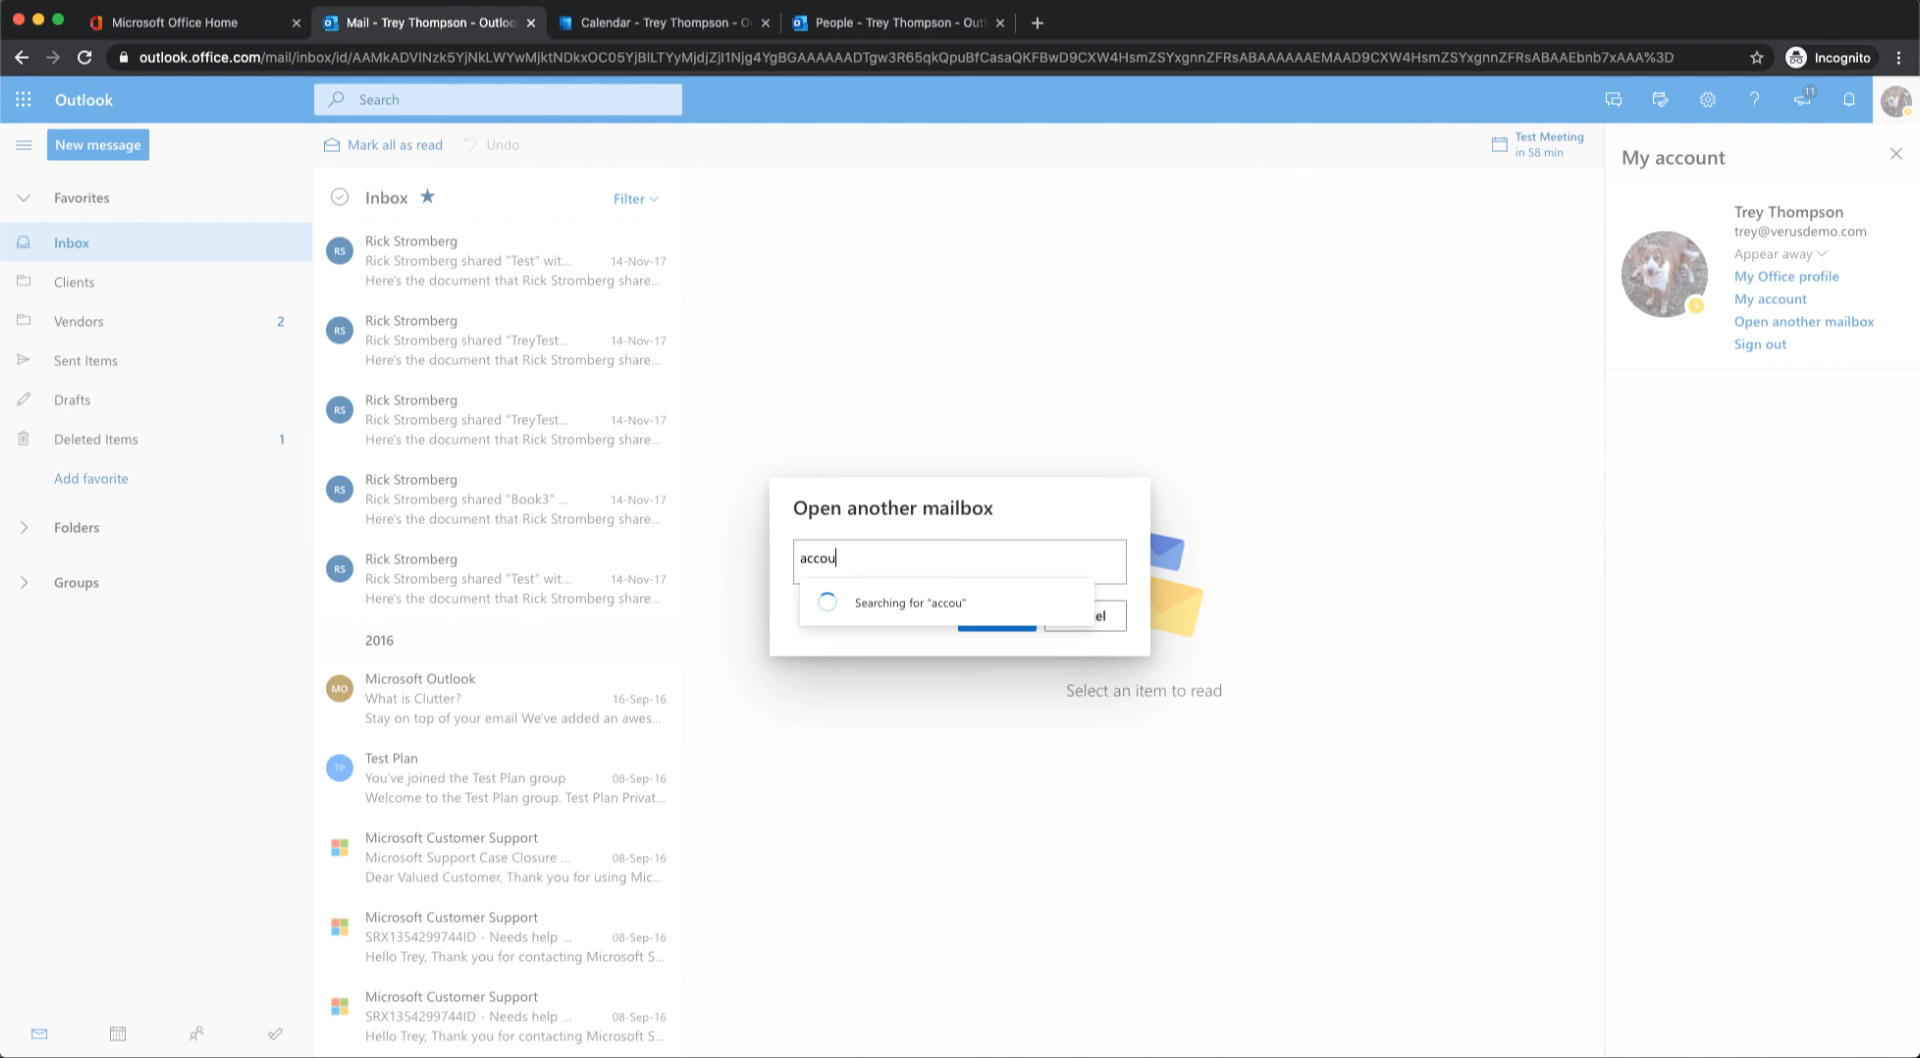 Microsoft Office Home
Mail - Trey Thompson - Outloo
Calendar - Trey Thompson - O
People - Trey Thompson - Out
outlook.office.com/mail/inbox/id/
Incognito
Outlook
Search
11
New message
Mark all as read
Undo
Test Meeting
in 58 min
My account
Favorites
Inbox
Clients
Vendors 2
Sent Items
Drafts
Deleted Items 1
Add favorite
Folders
Groups
Inbox
Filter
RS
Rick Stromberg
Rick Stromberg shared "Test" wit... 14-Nov-17
Here's the document that Rick Stromberg share...
RS
Rick Stromberg
Rick Stromberg shared "TreyTest... 14-Nov-17
Here's the document that Rick Stromberg share...
RS
Rick Stromberg
Rick Stromberg shared "TreyTest... 14-Nov-17
Here's the document that Rick Stromberg share...
RS
Rick Stromberg
Rick Stromberg shared "Book3" ... 14-Nov-17
Here's the document that Rick Stromberg share...
RS
Rick Stromberg
Rick Stromberg shared "Test" wit... 14-Nov-17
Here's the document that Rick Stromberg share...
2016
MO
Microsoft Outlook
What is Clutter? 16-Sep-16
Stay on top of your email We've added an awes...
TP
Test Plan
You've joined the Test Plan group 08-Sep-16
Welcome to the Test Plan group. Test Plan Privat...
Microsoft Customer Support
Microsoft Support Case Closure ... 08-Sep-16
Dear Valued Customer, Thank you for using Mic...
Microsoft Customer Support
SRX1354299744ID - Needs help ... 08-Sep-16
Hello Trey, Thank you for contacting Microsoft S...
Microsoft Customer Support
SRX1354299744ID - Needs help ... 08-Sep-16
Hello Trey, Thank you for contacting Microsoft S...
Open another mailbox
accou
Searching for "accou"
el
Select an item to read
Trey Thompson
trey@verusdemo.com
Appear away
My Office profile
My account
Open another mailbox
Sign out